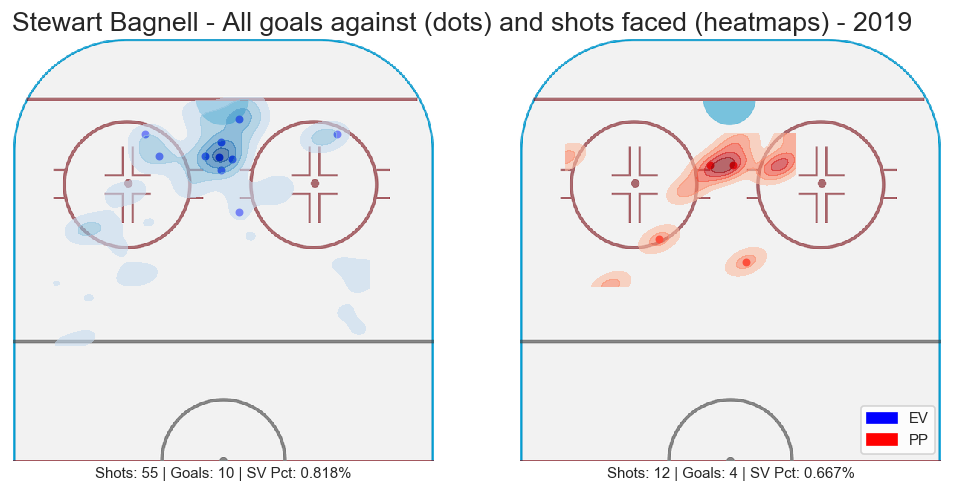 Stewart Bagnell - All goals against (dots) and shots faced (heatmaps) - 2019
EV
PP
Shots: 55 | Goals: 10 | SV Pct: 0.818%
Shots: 12 | Goals: 4 | SV Pct: 0.667%